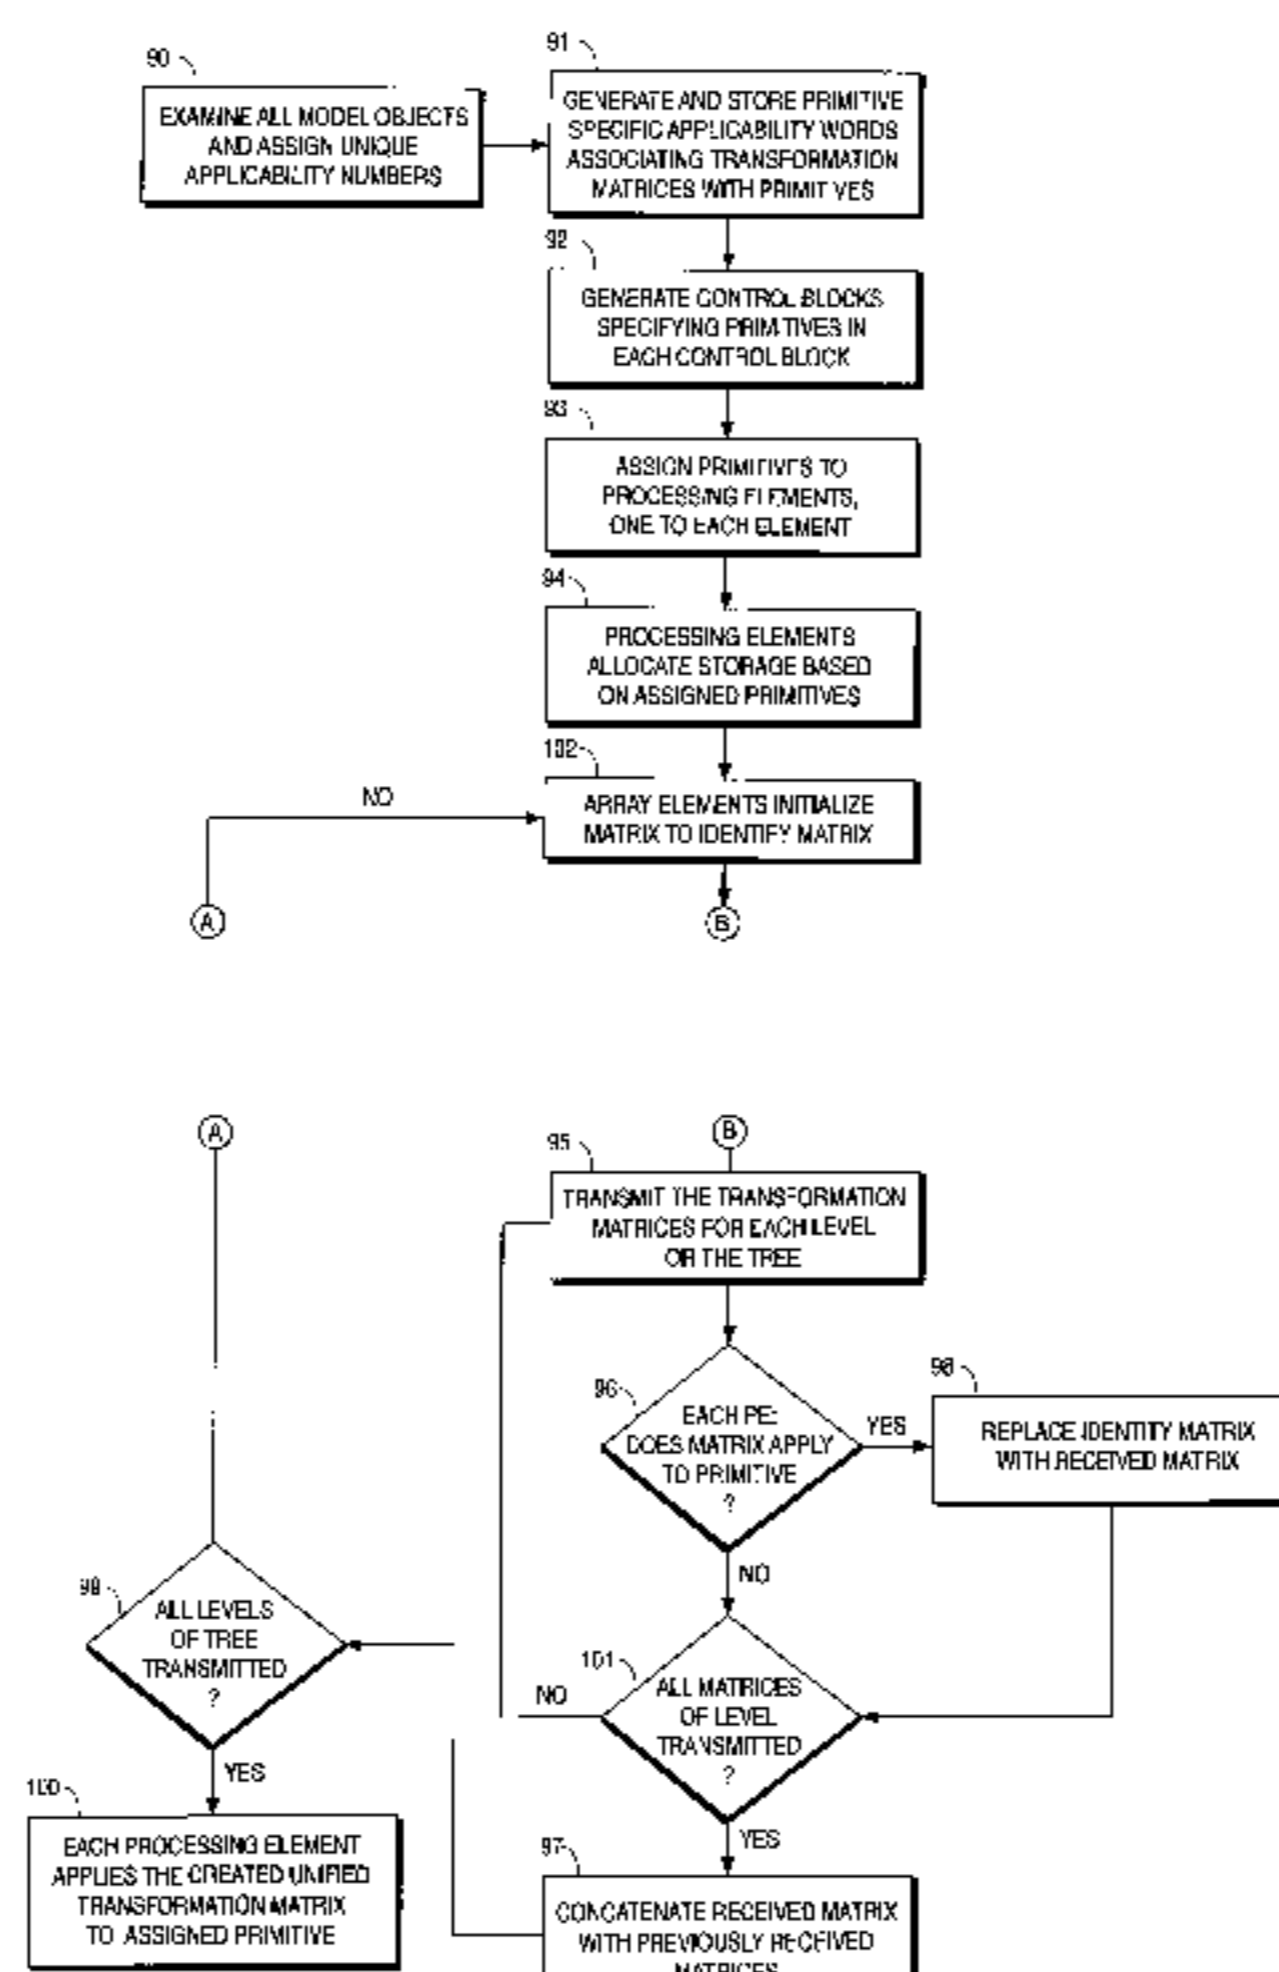 90
EXAMINE ALL MODEL OBJECTS
AND ASSIGN UNIQUE
APPLICABILITY NUMBERS
91
GENERATE AND STORE PRIMITIVE
SPECIFIC APPLICABILITY WORDS
ASSOCIATING TRANSFORMATION
MATRICES WITH PRIMITIVES
92
GENERATE CONTROL BLOCKS
SPECIFYING PRIMITIVES IN
EACH CONTROL BLOCK
93
ASSIGN PRIMITIVES TO
PROCESSING ELEMENTS,
ONE TO EACH ELEMENT
94
PROCESSING ELEMENTS
ALLOCATE STORAGE BASED
ON ASSIGNED PRIMITIVES
102
NO
ARRAY ELEMENTS INITIALIZE
MATRIX TO IDENTIFY MATRIX
A
B
A
B
95
TRANSMIT THE TRANSFORMATION
MATRICES FOR EACH LEVEL
OR THE TREE
96
EACH PE:
DOES MATRIX APPLY
TO PRIMITIVE
?
YES
98
REPLACE IDENTITY MATRIX
WITH RECEIVED MATRIX
NO
99
ALL LEVELS
OF TREE
TRANSMITTED
?
101
NO
ALL MATRICES
OF LEVEL
TRANSMITTED
?
YES
100
EACH PROCESSING ELEMENT
APPLIES THE CREATED UNIFIED
TRANSFORMATION MATRIX
TO ASSIGNED PRIMITIVE
YES
97
CONCATENATE RECEIVED MATRIX
WITH PREVIOUSLY RECEIVED
MATRICES